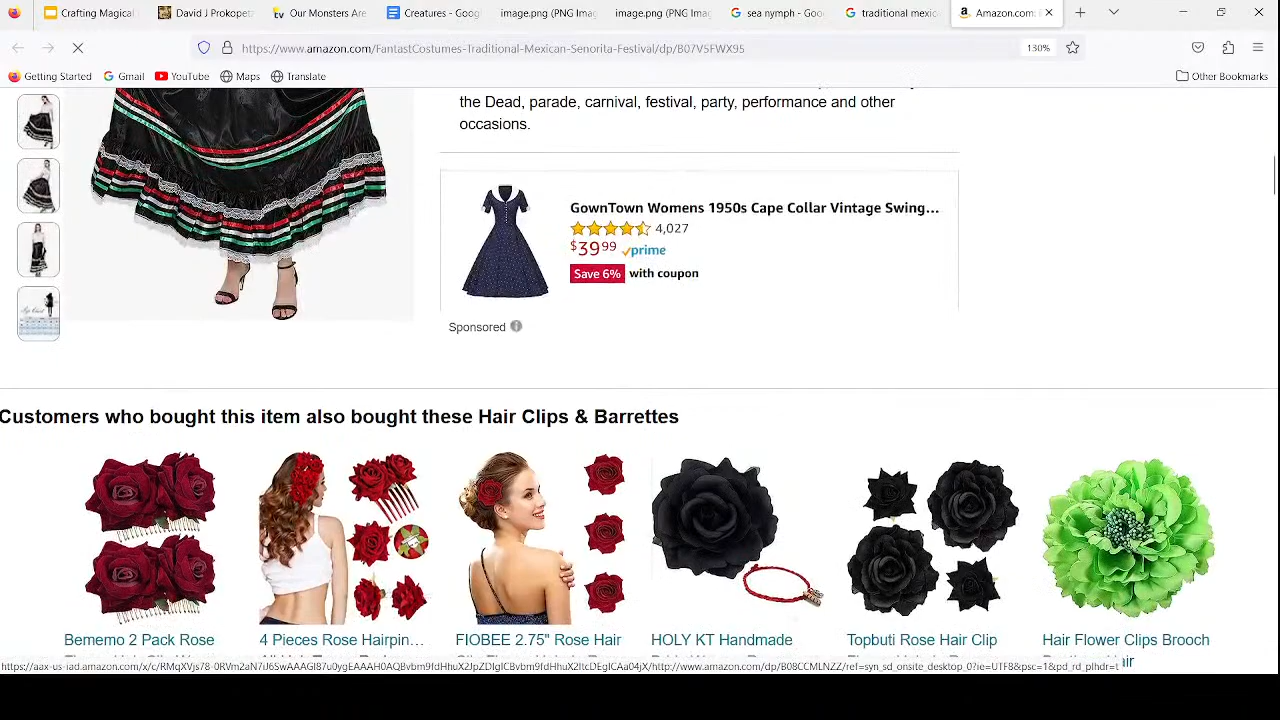 Crafting Magical
David J Prokopetz
Our Monsters Are
Creatures - Goog
image.png (PNG Ima
image.png (PNG Ima
sea nymph - Goo
traditional mexic
Amazon.com:
https://www.amazon.com/FantastCostumes-Traditional-Mexican-Senorita-Festival/dp/B07V5FWX95
130%
Getting Started
Gmail
YouTube
Maps
Translate
Other Bookmarks
the Dead, parade, carnival, festival, party, performance and other
occasions.
GownTown Womens 1950s Cape Collar Vintage Swing...
4,027
$39 99 prime
Save 6% with coupon
Sponsored
Customers who bought this item also bought these Hair Clips & Barrettes
Bememo 2 Pack Rose
4 Pieces Rose Hairpin...
FIOBEE 2.75" Rose Hair
HOLY KT Handmade
Topbuti Rose Hair Clip
Hair Flower Clips Brooch